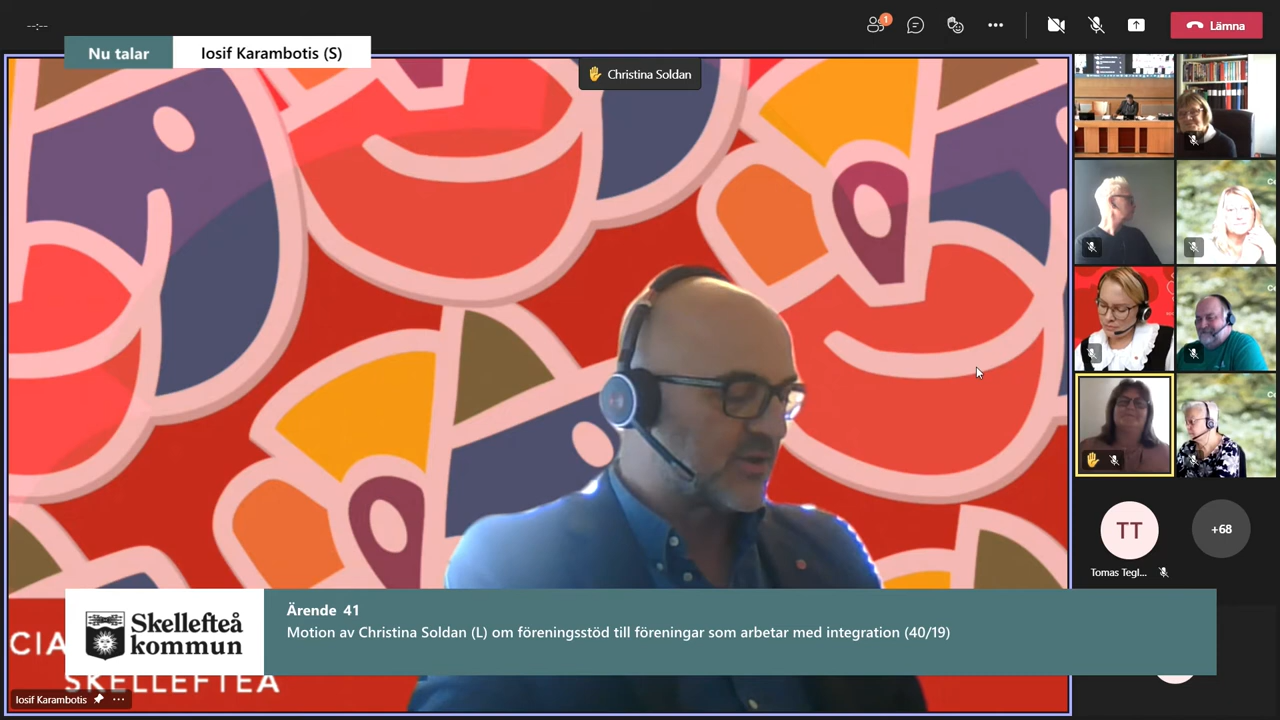 --:--
1
Lämna
Nu talar
Iosif Karambotis (S)
Christina Soldan
TT
+68
Tomas Tegl...
Skellefteå
kommun
Ärende 41
Motion av Christina Soldan (L) om föreningsstöd till föreningar som arbetar med integration (40/19)
CIA
SKELLEFTEÅ
Iosif Karambotis